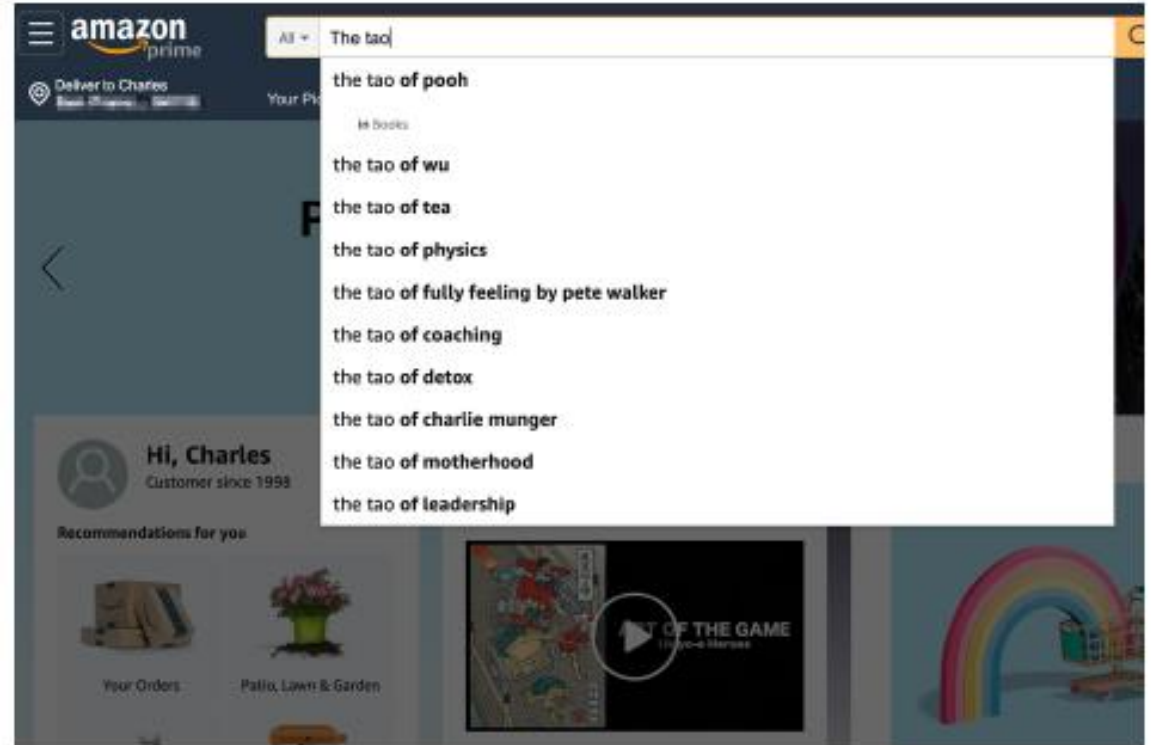 amazon
prime
All
The tao
Deliver to Charles
Your
the tao of pooh
in Books
the tao of wu
the tao of tea
the tao of physics
the tao of fully feeling by pete walker
the tao of coaching
the tao of detox
the tao of charlie munger
the tao of motherhood
the tao of leadership
Hi, Charles
Customer since 1998
Recommendations for you
Your Orders
Patio, Lawn & Garden
OF THE GAME
Heroes